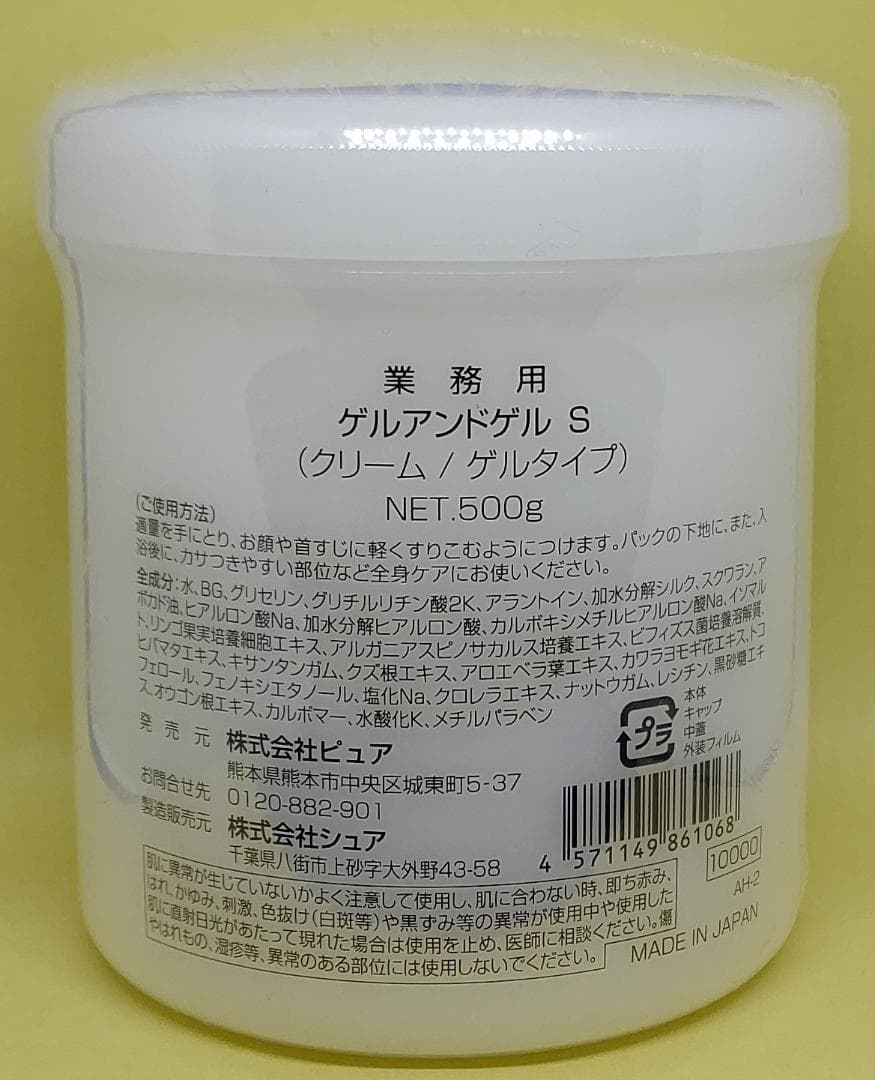 業務用
ゲルアンドゲル S
(クリーム / ゲルタイプ)
NET.500g
(ご使用方法)
適量を手にとり、お顔や首すじに軽くすりこむようにつけます。パックの下地に、また、入
浴後に、カサつきやすい部位など全身ケアにお使いください。
全成分:水、BG、グリセリン、グリチルリチン酸2K、アラントイン、加水分解シルク、スクワラン、ア
ボカド油、ヒアルロン酸Na、加水分解ヒアルロン酸、カルボキシメチルヒアルロン酸Na、イソマル
ト、リンゴ果実培養細胞エキス、アルガニアスピノサカルス培養エキス、ビフィズス菌培養溶解質、
ヒバマタエキス、キサンタンガム、クズ根エキス、アロエベラ葉エキス、カワラヨモギ花エキス、トコ
フェロール、フェノキシエタノール、塩化Na、クロレラエキス、ナットウガム、レシチン、黒砂糖エキ
ス、オウゴン根エキス、カルボマー、水酸化K、メチルパラベン
プラ
本体
キャップ
中蓋
外装フィルム
発売元 株式会社ピュア
熊本県熊本市中央区城東町5-37
お問合せ先 0120-882-901
製造販売元 株式会社シュア
千葉県八街市上砂字大外野43-58
4 571149 861068
10000
AH-2
肌に異常が生じていないかよく注意して使用し、肌に合わない時、即ち赤み、
はれ、かゆみ、刺激、色抜け(白斑等)や黒ずみ等の異常が使用中や使用した
肌に直射日光があたって現れた場合は使用を止め、医師に相談ください。傷
やはれもの、湿疹等、異常のある部位には使用しないでください。
MADE IN JAPAN